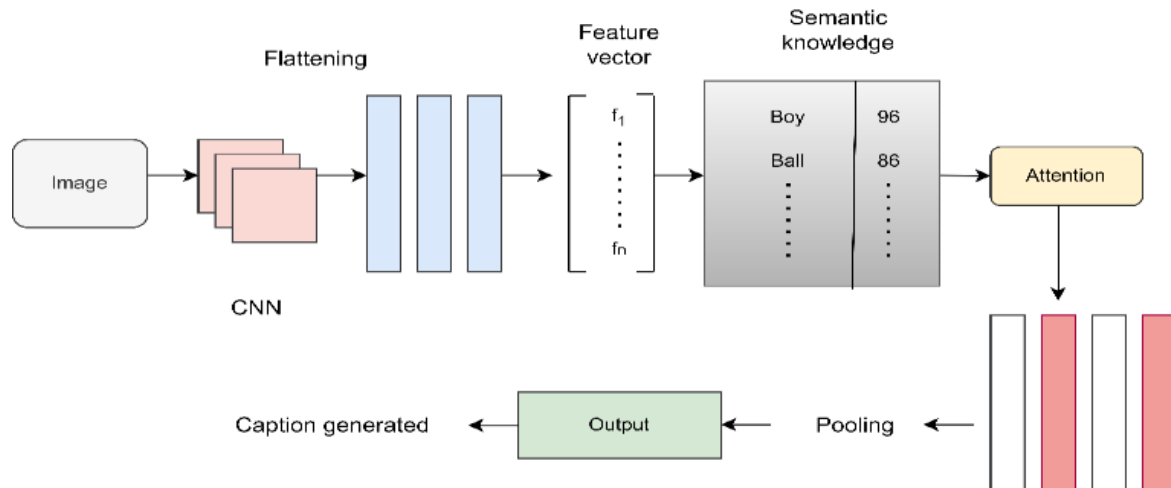 Semantic
knowledge
Feature
vector
Flattening
Image
CNN
f1
fn
Boy 96
Ball 86
Attention
Caption generated
Output
Pooling